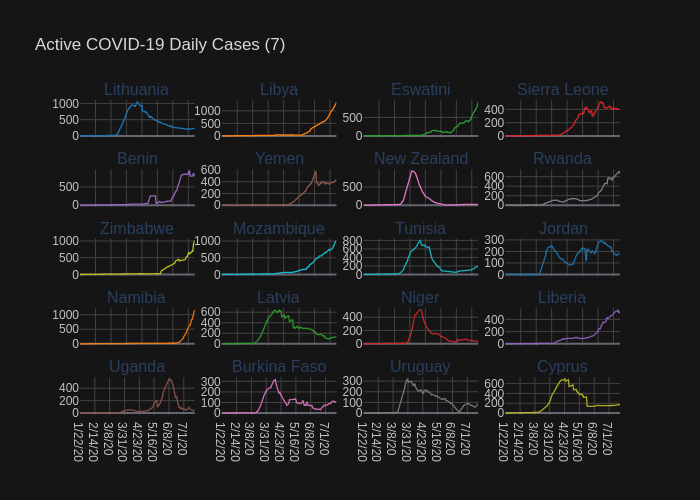 Active COVID-19 Daily Cases (7)
Lithuania Libya Eswatini Sierra Leone
1000 500 0 1000 500 0 500 0 400 200 0
Benin Yemen New Zealand Rwanda
500 0 600 400 200 0 500 0 600 400 200 0
Zimbabwe Mozambique Tunisia Jordan
1000 500 0 1000 500 0 800 600 400 200 0 300 200 100 0
Namibia Latvia Niger Liberia
1000 500 0 600 400 200 0 400 200 0 400 200 0
Uganda Burkina Faso Uruguay Cyprus
400 200 0 300 200 100 0 300 200 100 0 600 400 200 0
1/22/20 2/14/20 3/8/20 3/31/20 4/23/20 5/16/20 6/8/20 7/1/20 1/22/20 2/14/20 3/8/20 3/31/20 4/23/20 5/16/20 6/8/20 7/1/20 1/22/20 2/14/20 3/8/20 3/31/20 4/23/20 5/16/20 6/8/20 7/1/20 1/22/20 2/14/20 3/8/20 3/31/20 4/23/20 5/16/20 6/8/20 7/1/20